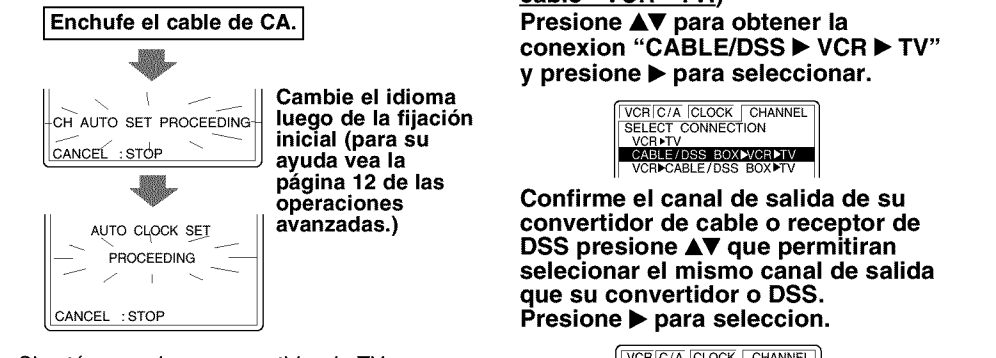 Enchufe el cable de CA.
CH AUTO SET PROCEEDING
CANCEL : STOP
Cambie el idioma
luego de la fijación
inicial (para su
ayuda vea la
página 12 de las
operaciones
avanzadas.)
AUTO CLOCK SET
PROCEEDING
CANCEL : STOP
Presione ▲▼ para obtener la
conexion “CABLE/DSS ▶ VCR ▶ TV”
y presione ▶ para seleccionar.
VCR C/A CLOCK CHANNEL
SELECT CONNECTION
VCR▶TV
CABLE/DSS BOX▶VCR▶TV
VCR▶CABLE/DSS BOX▶TV
Confirme el canal de salida de su
convertidor de cable o receptor de
DSS presione ▲▼ que permitiran
selecionar el mismo canal de salida
que su convertidor o DSS.
Presione ▶ para seleccion.
VCR C/A CLOCK CHANNEL